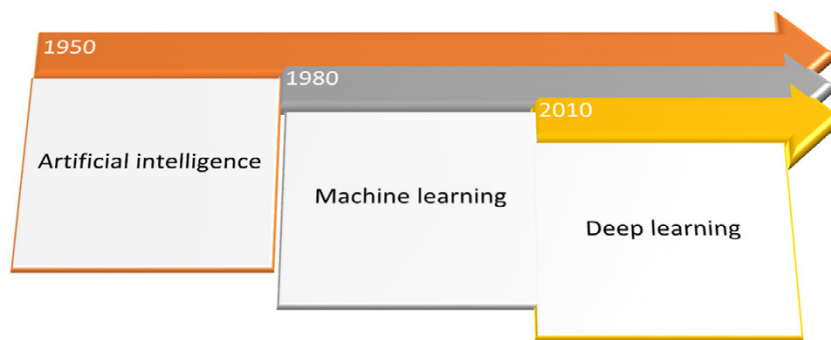 1950
Artificial intelligence
1980
Machine learning
2010
Deep learning